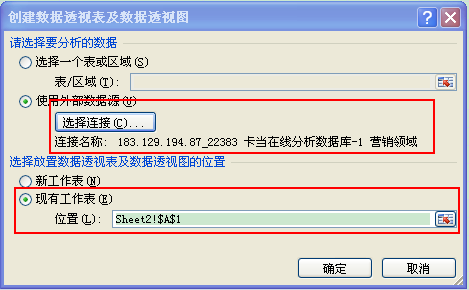 创建数据透视表及数据透视图
请选择要分析的数据
选择一个表或区域(S)
表/区域(T):
使用外部数据源(U)
选择连接(C)...
连接名称: 183.129.194.87_22383 卡当在线分析数据库-1 营销领域
选择放置数据透视表及数据透视图的位置
新工作表(N)
现有工作表(E)
位置(L): Sheet2!$A$1
确定 取消